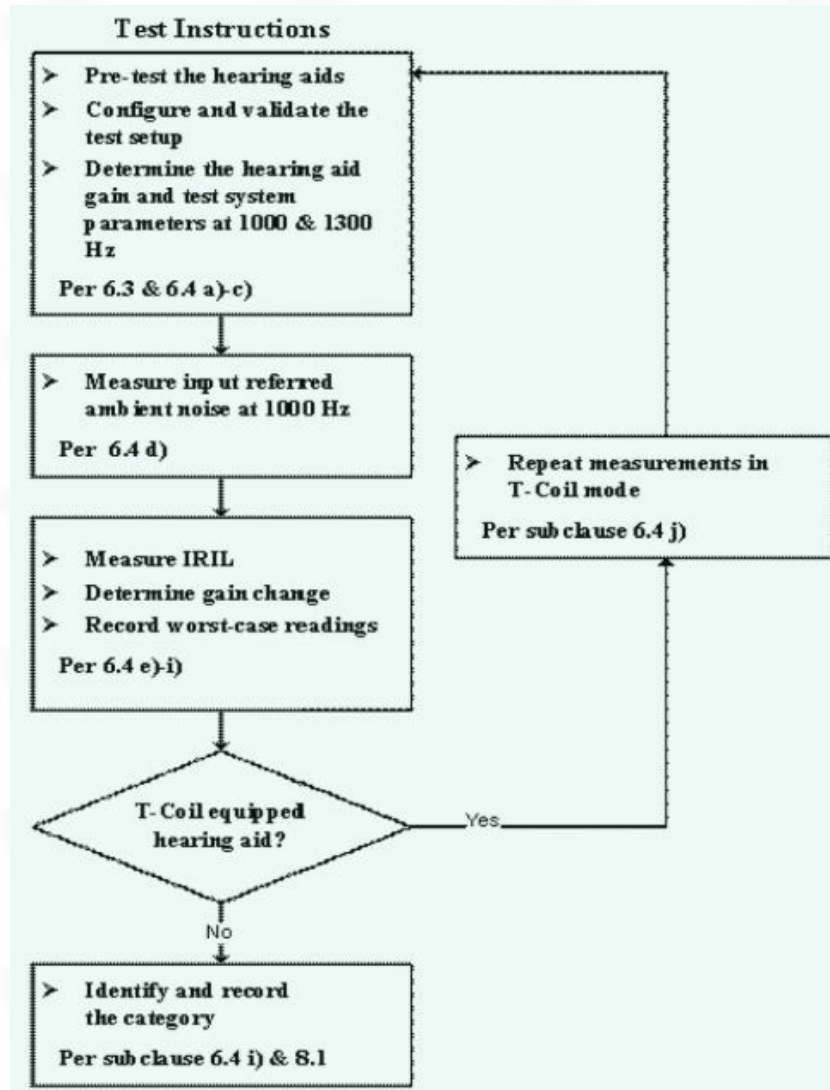 Test Instructions
➢ Pre-test the hearing aids
➢ Configure and validate the
test setup
➢ Determine the hearing aid
gain and test system
parameters at 1000 & 1300
Hz
Per 6.3 & 6.4 a)-c)
➢ Measure input referred
ambient noise at 1000 Hz
Per 6.4 d)
➢ Repeat measurements in
T-Coil mode
Per subclause 6.4 j)
➢ Measure IRIL
➢ Determine gain change
➢ Record worst-case readings
Per 6.4 e)-i)
T-Coil equipped
hearing aid?
Yes
No
➢ Identify and record
the category
Per subclause 6.4 i) & 8.1